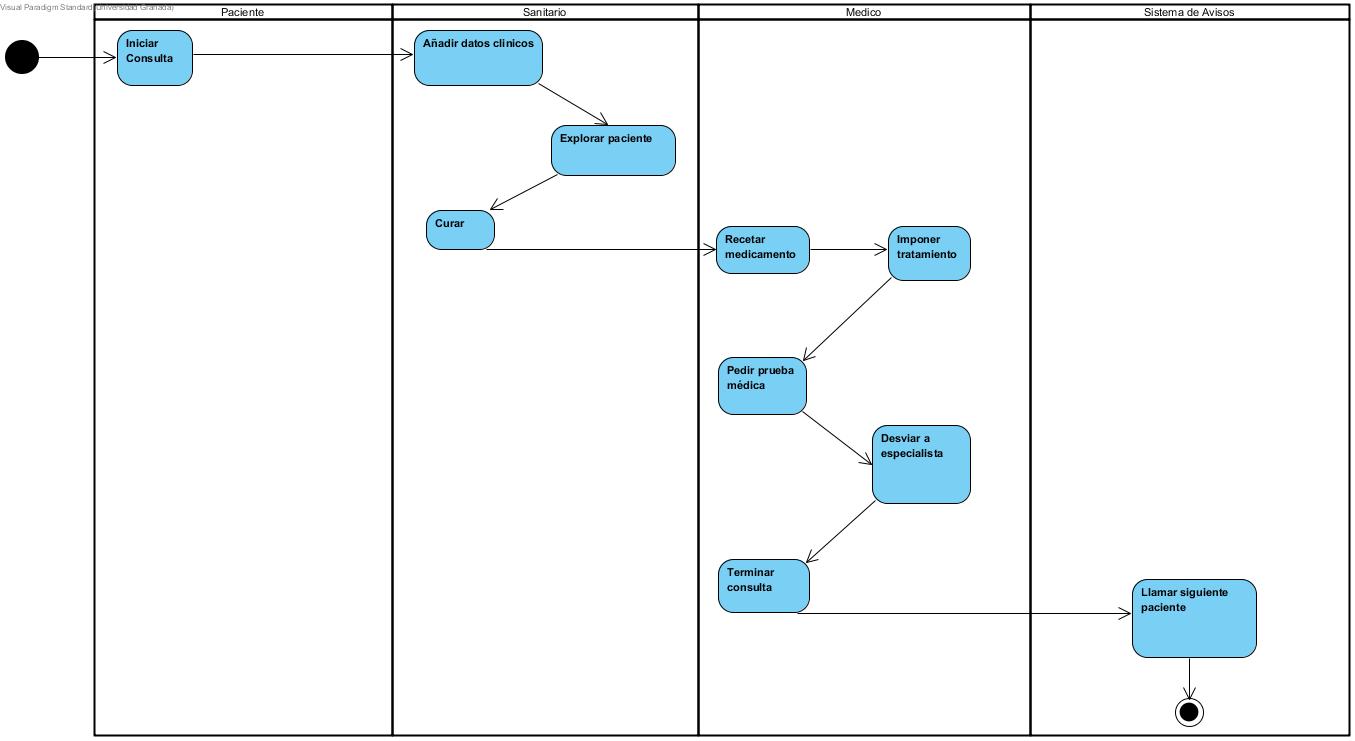 Visual Paradigm Standard(Universidad Granada)
Paciente
Sanitario
Medico
Sistema de Avisos
Iniciar
Consulta
Añadir datos clinicos
Explorar paciente
Curar
Recetar
medicamento
Imponer
tratamiento
Pedir prueba
médica
Desviar a
especialista
Terminar
consulta
Llamar siguiente
paciente